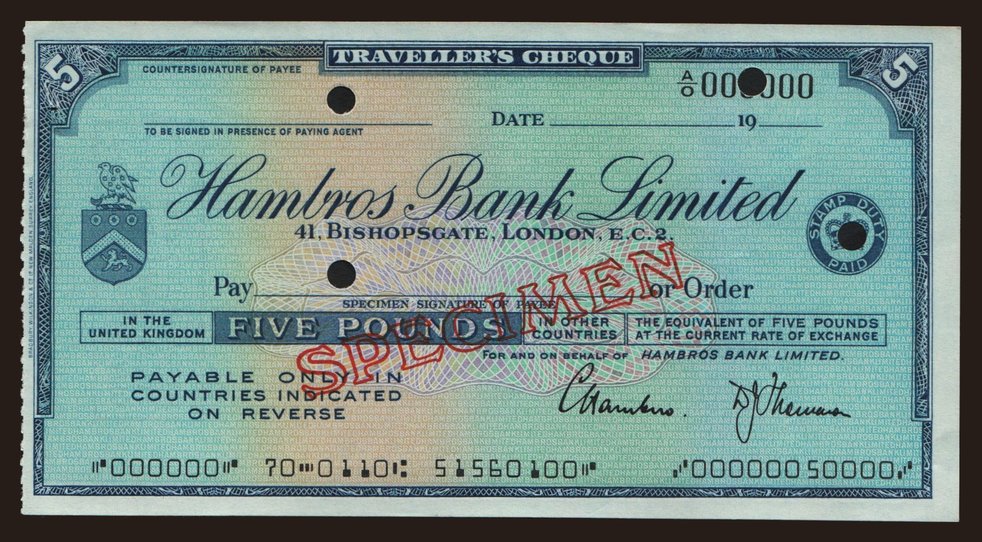 TRAVELLER'S CHEQUE
5
5
COUNTERSIGNATURE OF PAYEE
A/O 000000
TO BE SIGNED IN PRESENCE OF PAYING AGENT
DATE 19
Hambros Bank Limited
41, BISHOPSGATE, LONDON, E.C.2.
STAMP DUTY PAID
Pay or Order
SPECIMEN SIGNATURE OF PAYEE
SPECIMEN
IN THE UNITED KINGDOM
FIVE POUNDS
IN OTHER COUNTRIES
THE EQUIVALENT OF FIVE POUNDS AT THE CURRENT RATE OF EXCHANGE
FOR AND ON BEHALF OF HAMBROS BANK LIMITED.
PAYABLE ONLY IN
COUNTRIES INDICATED
ON REVERSE
C Hambro.
⑈000000⑈ 70⑉0110⑆ 51560100⑈ ⑇00000050000⑇